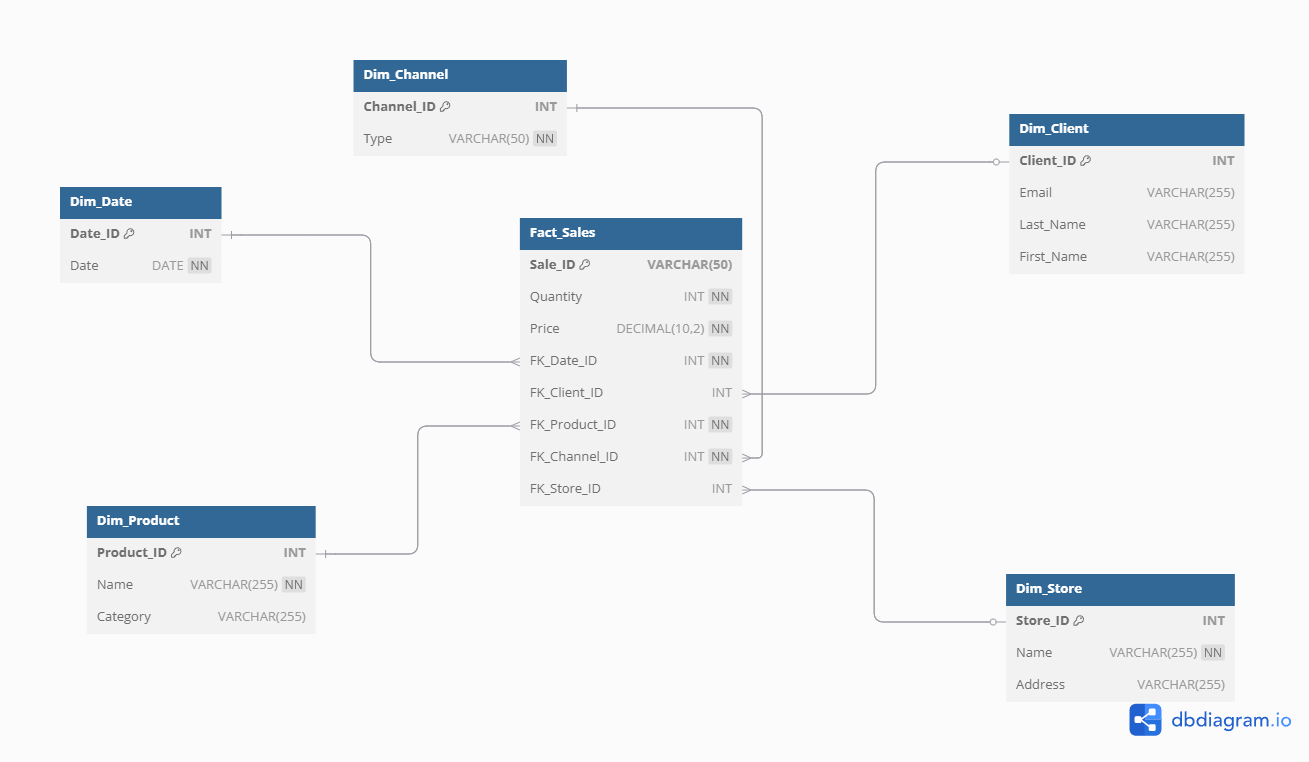 Dim_Channel
Channel_ID INT
Type VARCHAR(50) NN
Dim_Client
Client_ID INT
Email VARCHAR(255)
Last_Name VARCHAR(255)
First_Name VARCHAR(255)
Dim_Date
Date_ID INT
Date DATE NN
Fact_Sales
Sale_ID VARCHAR(50)
Quantity INT NN
Price DECIMAL(10,2) NN
FK_Date_ID INT NN
FK_Client_ID INT
FK_Product_ID INT NN
FK_Channel_ID INT NN
FK_Store_ID INT
Dim_Product
Product_ID INT
Name VARCHAR(255) NN
Category VARCHAR(255)
Dim_Store
Store_ID INT
Name VARCHAR(255) NN
Address VARCHAR(255)
dbdiagram.io